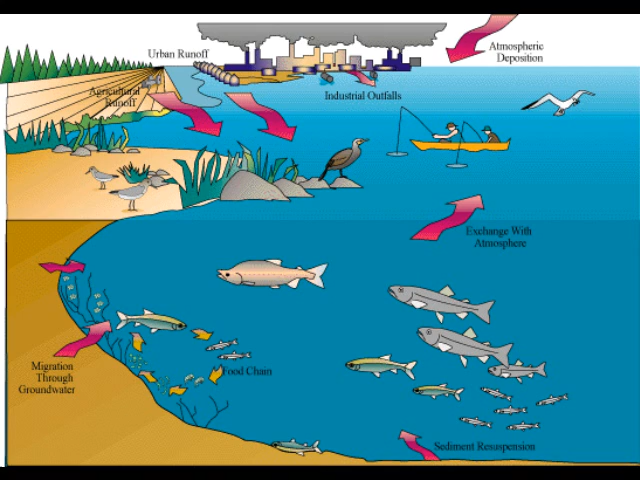 Urban Runoff
Atmospheric
Deposition
Agricultural
Runoff
Industrial Outfalls
Exchange With
Atmosphere
Migration
Through
Groundwater
Food Chain
Sediment Resuspension